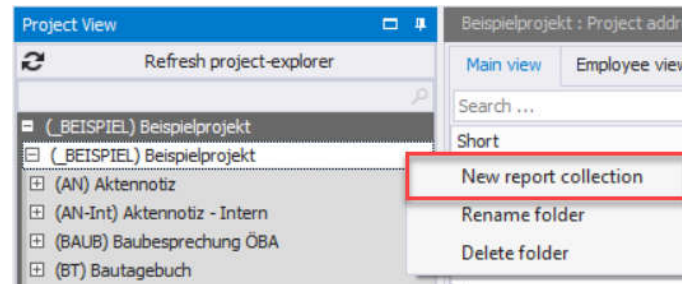 Project View
Refresh project-explorer
(_BEISPIEL) Beispielprojekt
(_BEISPIEL) Beispielprojekt
(AN) Aktennotiz
(AN-Int) Aktennotiz - Intern
(BAUB) Baubesprechung ÖBA
(BT) Bautagebuch
Beispielprojekt : Project addr
Main view Employee view
Search ...
Short
New report collection
Rename folder
Delete folder